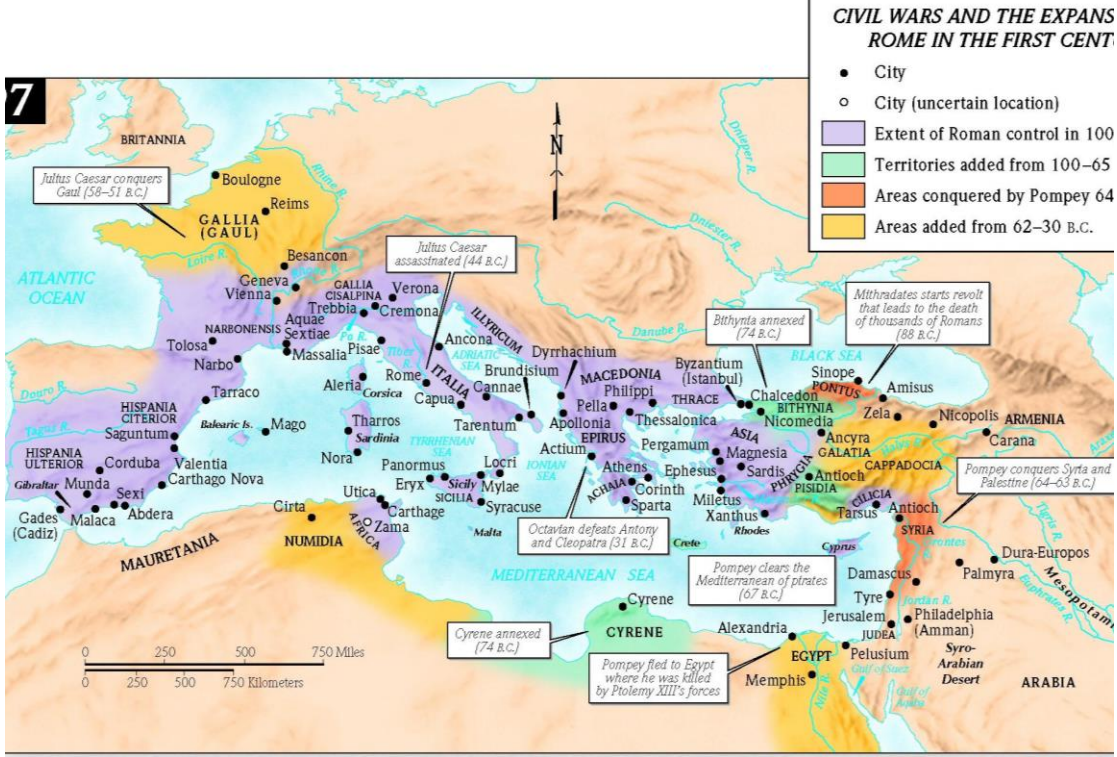 CIVIL WARS AND THE EXPANS
ROME IN THE FIRST CENT
City
City (uncertain location)
Extent of Roman control in 100
Territories added from 100–65
Areas conquered by Pompey 64
Areas added from 62–30 B.C.
7
N
BRITANNIA
Julius Caesar conquers
Gaul (58–51 B.C.)
Boulogne
Reims
Rhine R.
GALLIA
(GAUL)
Loire R.
Besancon
ATLANTIC
OCEAN
Geneva
Vienna
Rhone R.
Julius Caesar
assassinated (44 B.C.)
GALLIA
CISALPINA
Verona
Trebbia
Cremona
NARBONENSIS
Aquae
Sextiae
Massalia
Tolosa
Narbo
Po R.
Pisae
Tiber
R.
Ancona
ADRIATIC
SEA
ILLYRICUM
Danube R.
Dnieper R.
Dniester R.
Dyrrhachium
Brundisium
Rome
ITALIA
Cannae
Capua
Tarentum
Aleria
Corsica
Tharros
Sardinia
Nora
TYRRHENIAN
SEA
Douro R.
Tarraco
HISPANIA
CITERIOR
Tagus R.
Saguntum
Balearic Is.
Mago
HISPANIA
ULTERIOR
Corduba
Valentia
Carthago Nova
Gibraltar
Munda
Sexi
Gades
(Cadiz)
Malaca
Abdera
MAURETANIA
Cirta
NUMIDIA
Utica
Carthage
Zama
AFRICA
Panormus
Eryx
Sicily
SICILIA
Locri
Mylae
Syracuse
Malta
IONIAN
SEA
MACEDONIA
Philippi
Pella
THRACE
Apollonia
Thessalonica
EPIRUS
Actium
Athens
ACHAIA
Corinth
Sparta
Octavian defeats Antony
and Cleopatra (31 B.C.)
Crete
MEDITERRANEAN SEA
Byzantium
(Istanbul)
Chalcedon
Bithynia annexed
(74 B.C.)
BLACK SEA
Mithradates starts revolt
that leads to the death
of thousands of Romans
(88 B.C.)
Sinope
PONTUS
Amisus
BITHYNIA
Nicomedia
Zela
Nicopolis
ARMENIA
Carana
Pergamum
ASIA
Magnesia
Ephesus
Sardis
Miletus
Xanthus
Rhodes
PHRYGIA
Ancyra
GALATIA
Halys R.
CAPPADOCIA
Antioch
PISIDIA
CILICIA
Tarsus
Antioch
SYRIA
Orontes
R.
Pompey conquers Syria and
Palestine (64–63 B.C.)
Tigris R.
Cyprus
Pompey clears the
Mediterranean of pirates
(67 B.C.)
Dura-Europos
Palmyra
Mesopotam
Euphrates R.
Damascus
Tyre
Jordan R.
Jerusalem
Philadelphia
(Amman)
JUDEA
Pelusium
Syro-
Arabian
Desert
ARABIA
Cyrene
CYRENE
Cyrene annexed
(74 B.C.)
Alexandria
EGYPT
Memphis
Nile R.
Gulf of Suez
Gulf of
Aqaba
Pompey fled to Egypt
where he was killed
by Ptolemy XIII's forces
0 250 500 750 Miles
0 250 500 750 Kilometers